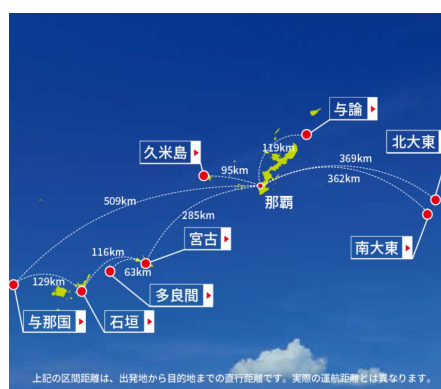 与論
北大東
久米島
119km
369km
95km
362km
那覇
509km
285km
宮古
南大東
116km
63km
129km
多良間
与那国
石垣
上記の区間距離は、出発地から目的地までの直行距離です。実際の運航距離とは異なります。